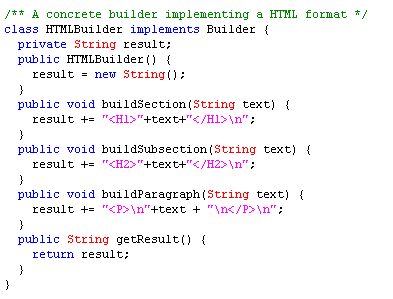 /** A concrete builder implementing a HTML format */
class HTMLBuilder implements Builder {
  private String result;
  public HTMLBuilder() {
    result = new String();
  }
  public void buildSection(String text) {
    result += "<H1>"+text+"</H1>\n";
  }
  public void buildSubsection(String text) {
    result += "<H2>"+text+"</H2>\n";
  }
  public void buildParagraph(String text) {
    result += "<P>\n"+text + "\n</P>\n";
  }
  public String getResult() {
    return result;
  }
}